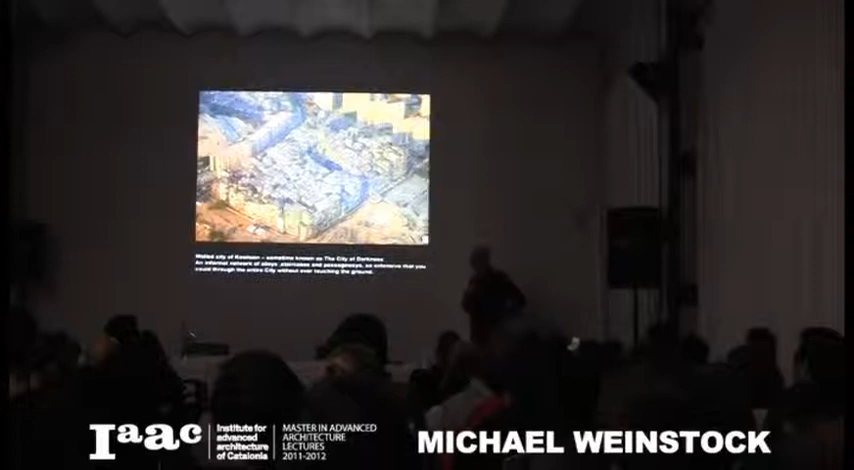 Walled city of Kowloon – sometime known as The City of Darkness
An informal network of alleys ,staircases and passageways, so extensive that you
could through the entire City without ever touching the ground.
Iaac
Institute for
advanced
architecture
of Catalonia
MASTER IN ADVANCED
ARCHITECTURE
LECTURES
2011-2012
MICHAEL WEINSTOCK